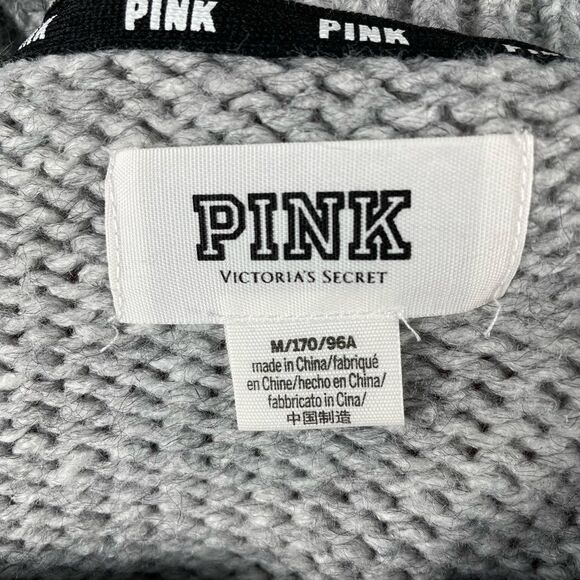 PINK PINK PINK
PINK
VICTORIA'S SECRET
M/170/96A
made in China/fabriqué
en Chine/hecho en China/
fabbricato in Cina/
中国制造